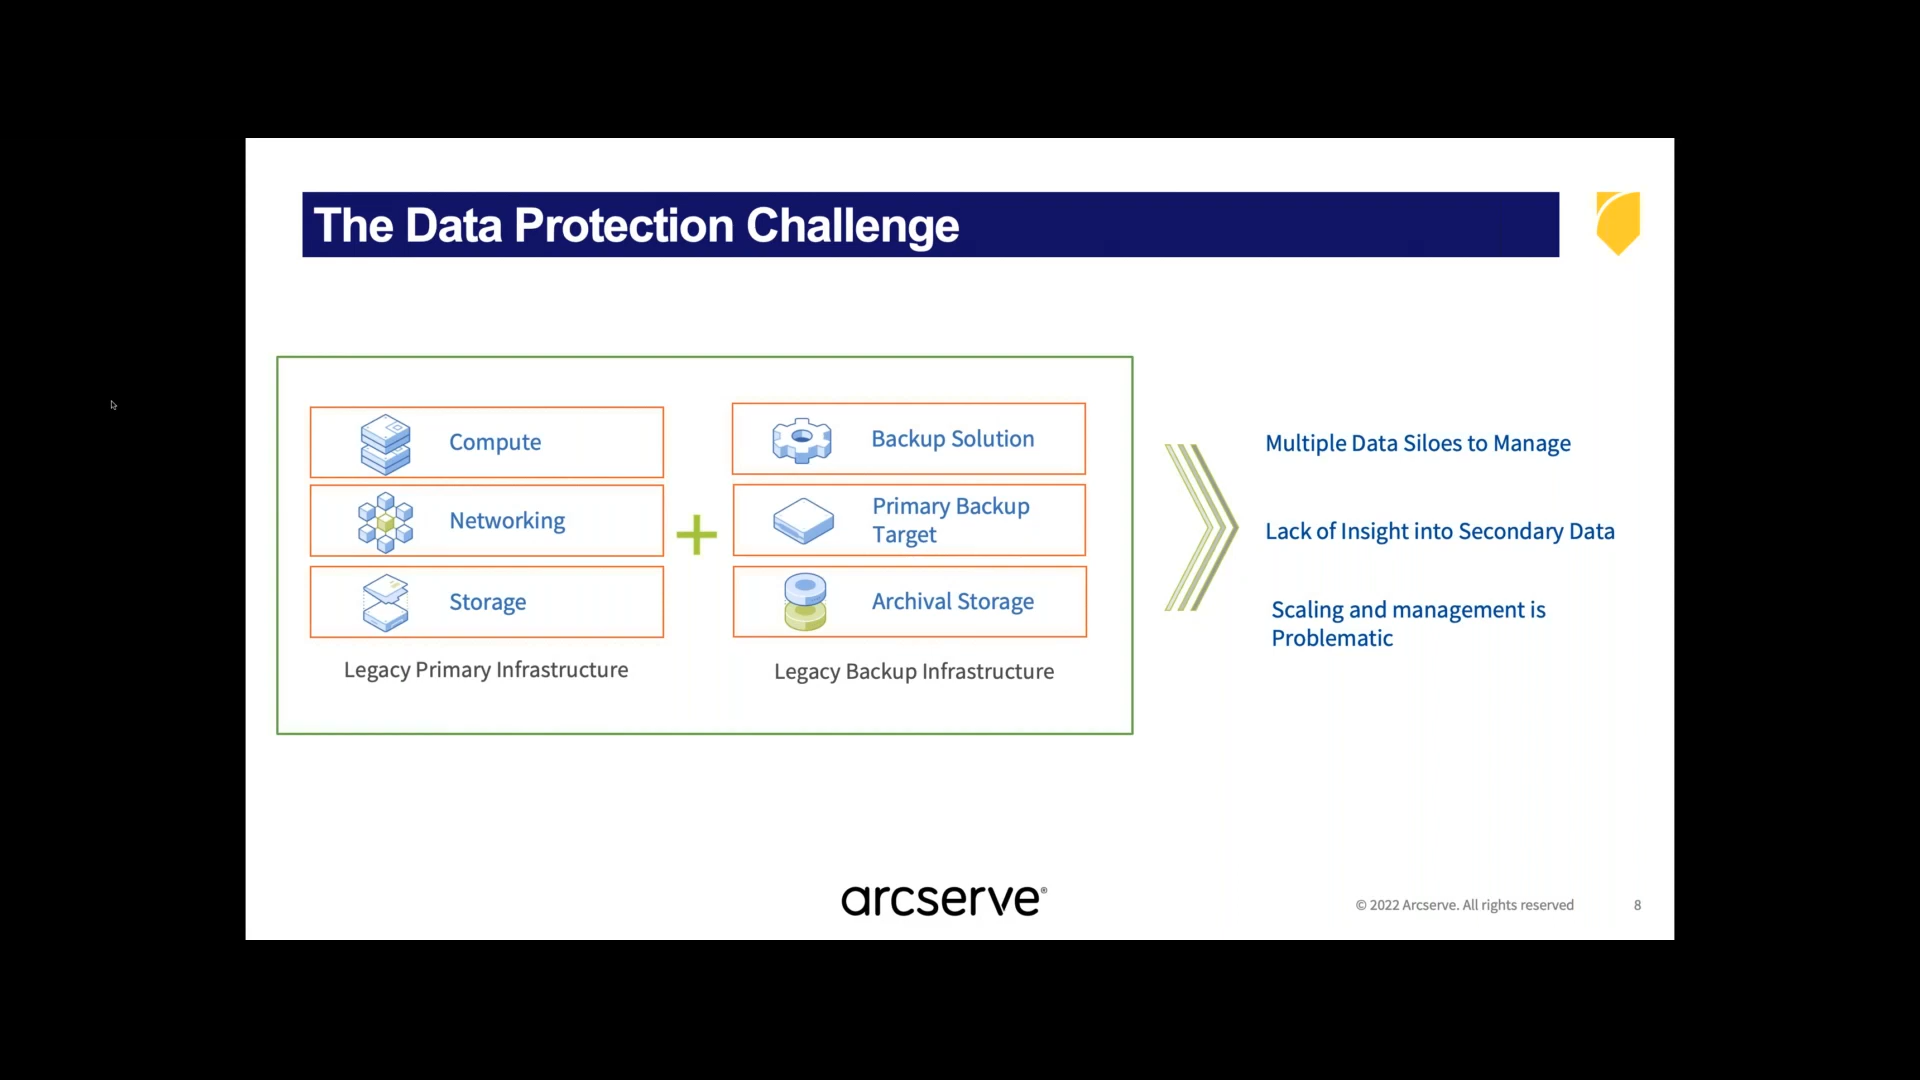 The Data Protection Challenge
Compute
Networking
Storage
Legacy Primary Infrastructure
+
Backup Solution
Primary Backup
Target
Archival Storage
Legacy Backup Infrastructure
Multiple Data Siloes to Manage
Lack of Insight into Secondary Data
Scaling and management is
Problematic
arcserve®
© 2022 Arcserve. All rights reserved
8